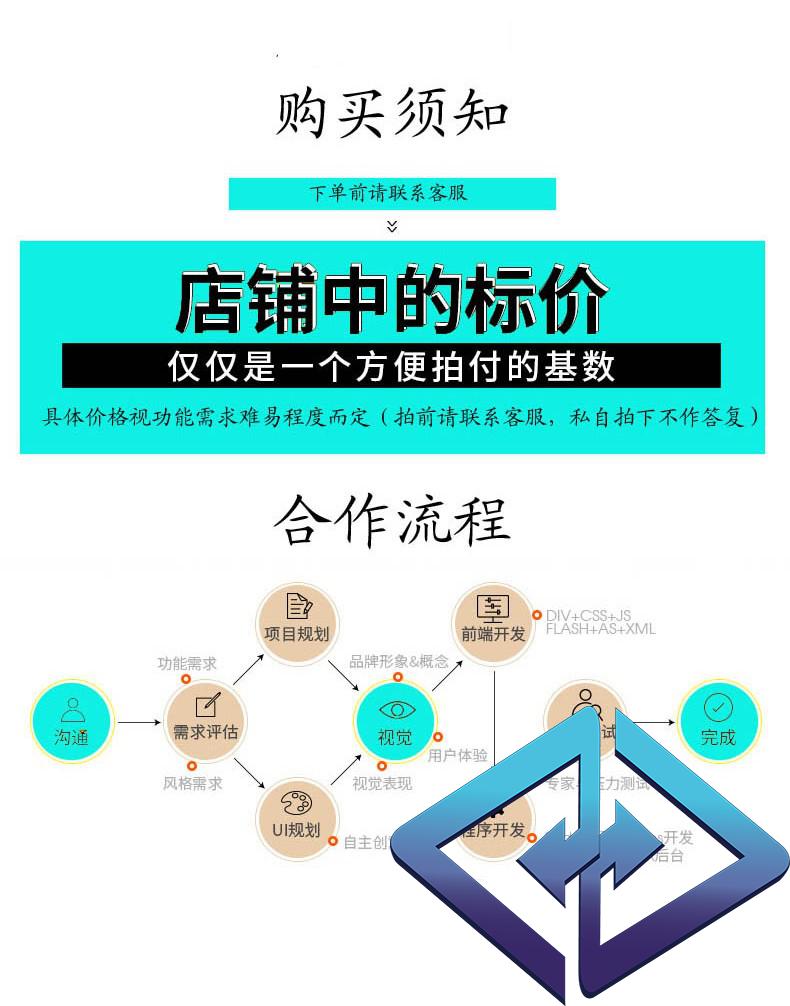 购买须知
下单前请联系客服
店铺中的标价
仅仅是一个方便拍付的基数
具体价格视功能需求难易程度而定（拍前请联系客服，私自拍下不作答复）
合作流程
项目规划
前端开发
DIV+CSS+JS
FLASH+AS+XML
功能需求
品牌形象&概念
沟通
需求评估
视觉
试
完成
用户体验
风格需求
视觉表现
专家
压力测试
UI规划
自主创
程序开发
s开发
后台